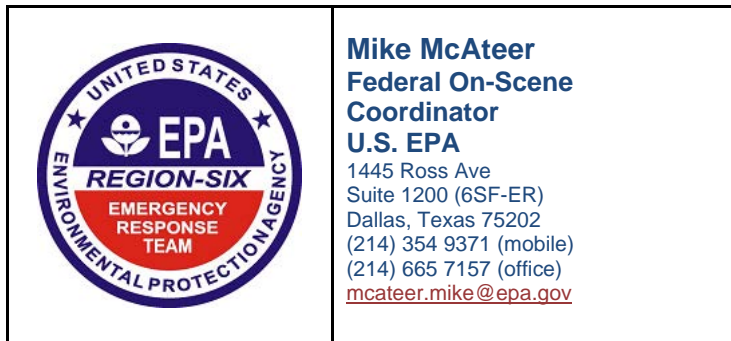 UNITED STATES
EPA
REGION-SIX
EMERGENCY
RESPONSE
TEAM
ENVIRONMENTAL PROTECTION AGENCY
Mike McAteer
Federal On-Scene
Coordinator
U.S. EPA
1445 Ross Ave
Suite 1200 (6SF-ER)
Dallas, Texas 75202
(214) 354 9371 (mobile)
(214) 665 7157 (office)
mcateer.mike@epa.gov